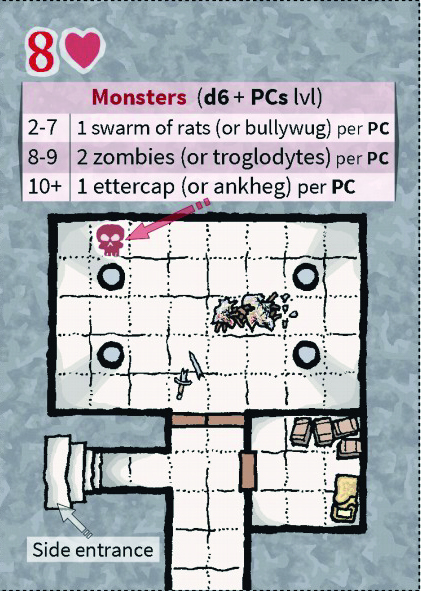 8♥
Monsters (d6 + PCs lvl)
2-7 1 swarm of rats (or bullywug) per PC
8-9 2 zombies (or troglodytes) per PC
10+ 1 ettercap (or ankheg) per PC
Side entrance